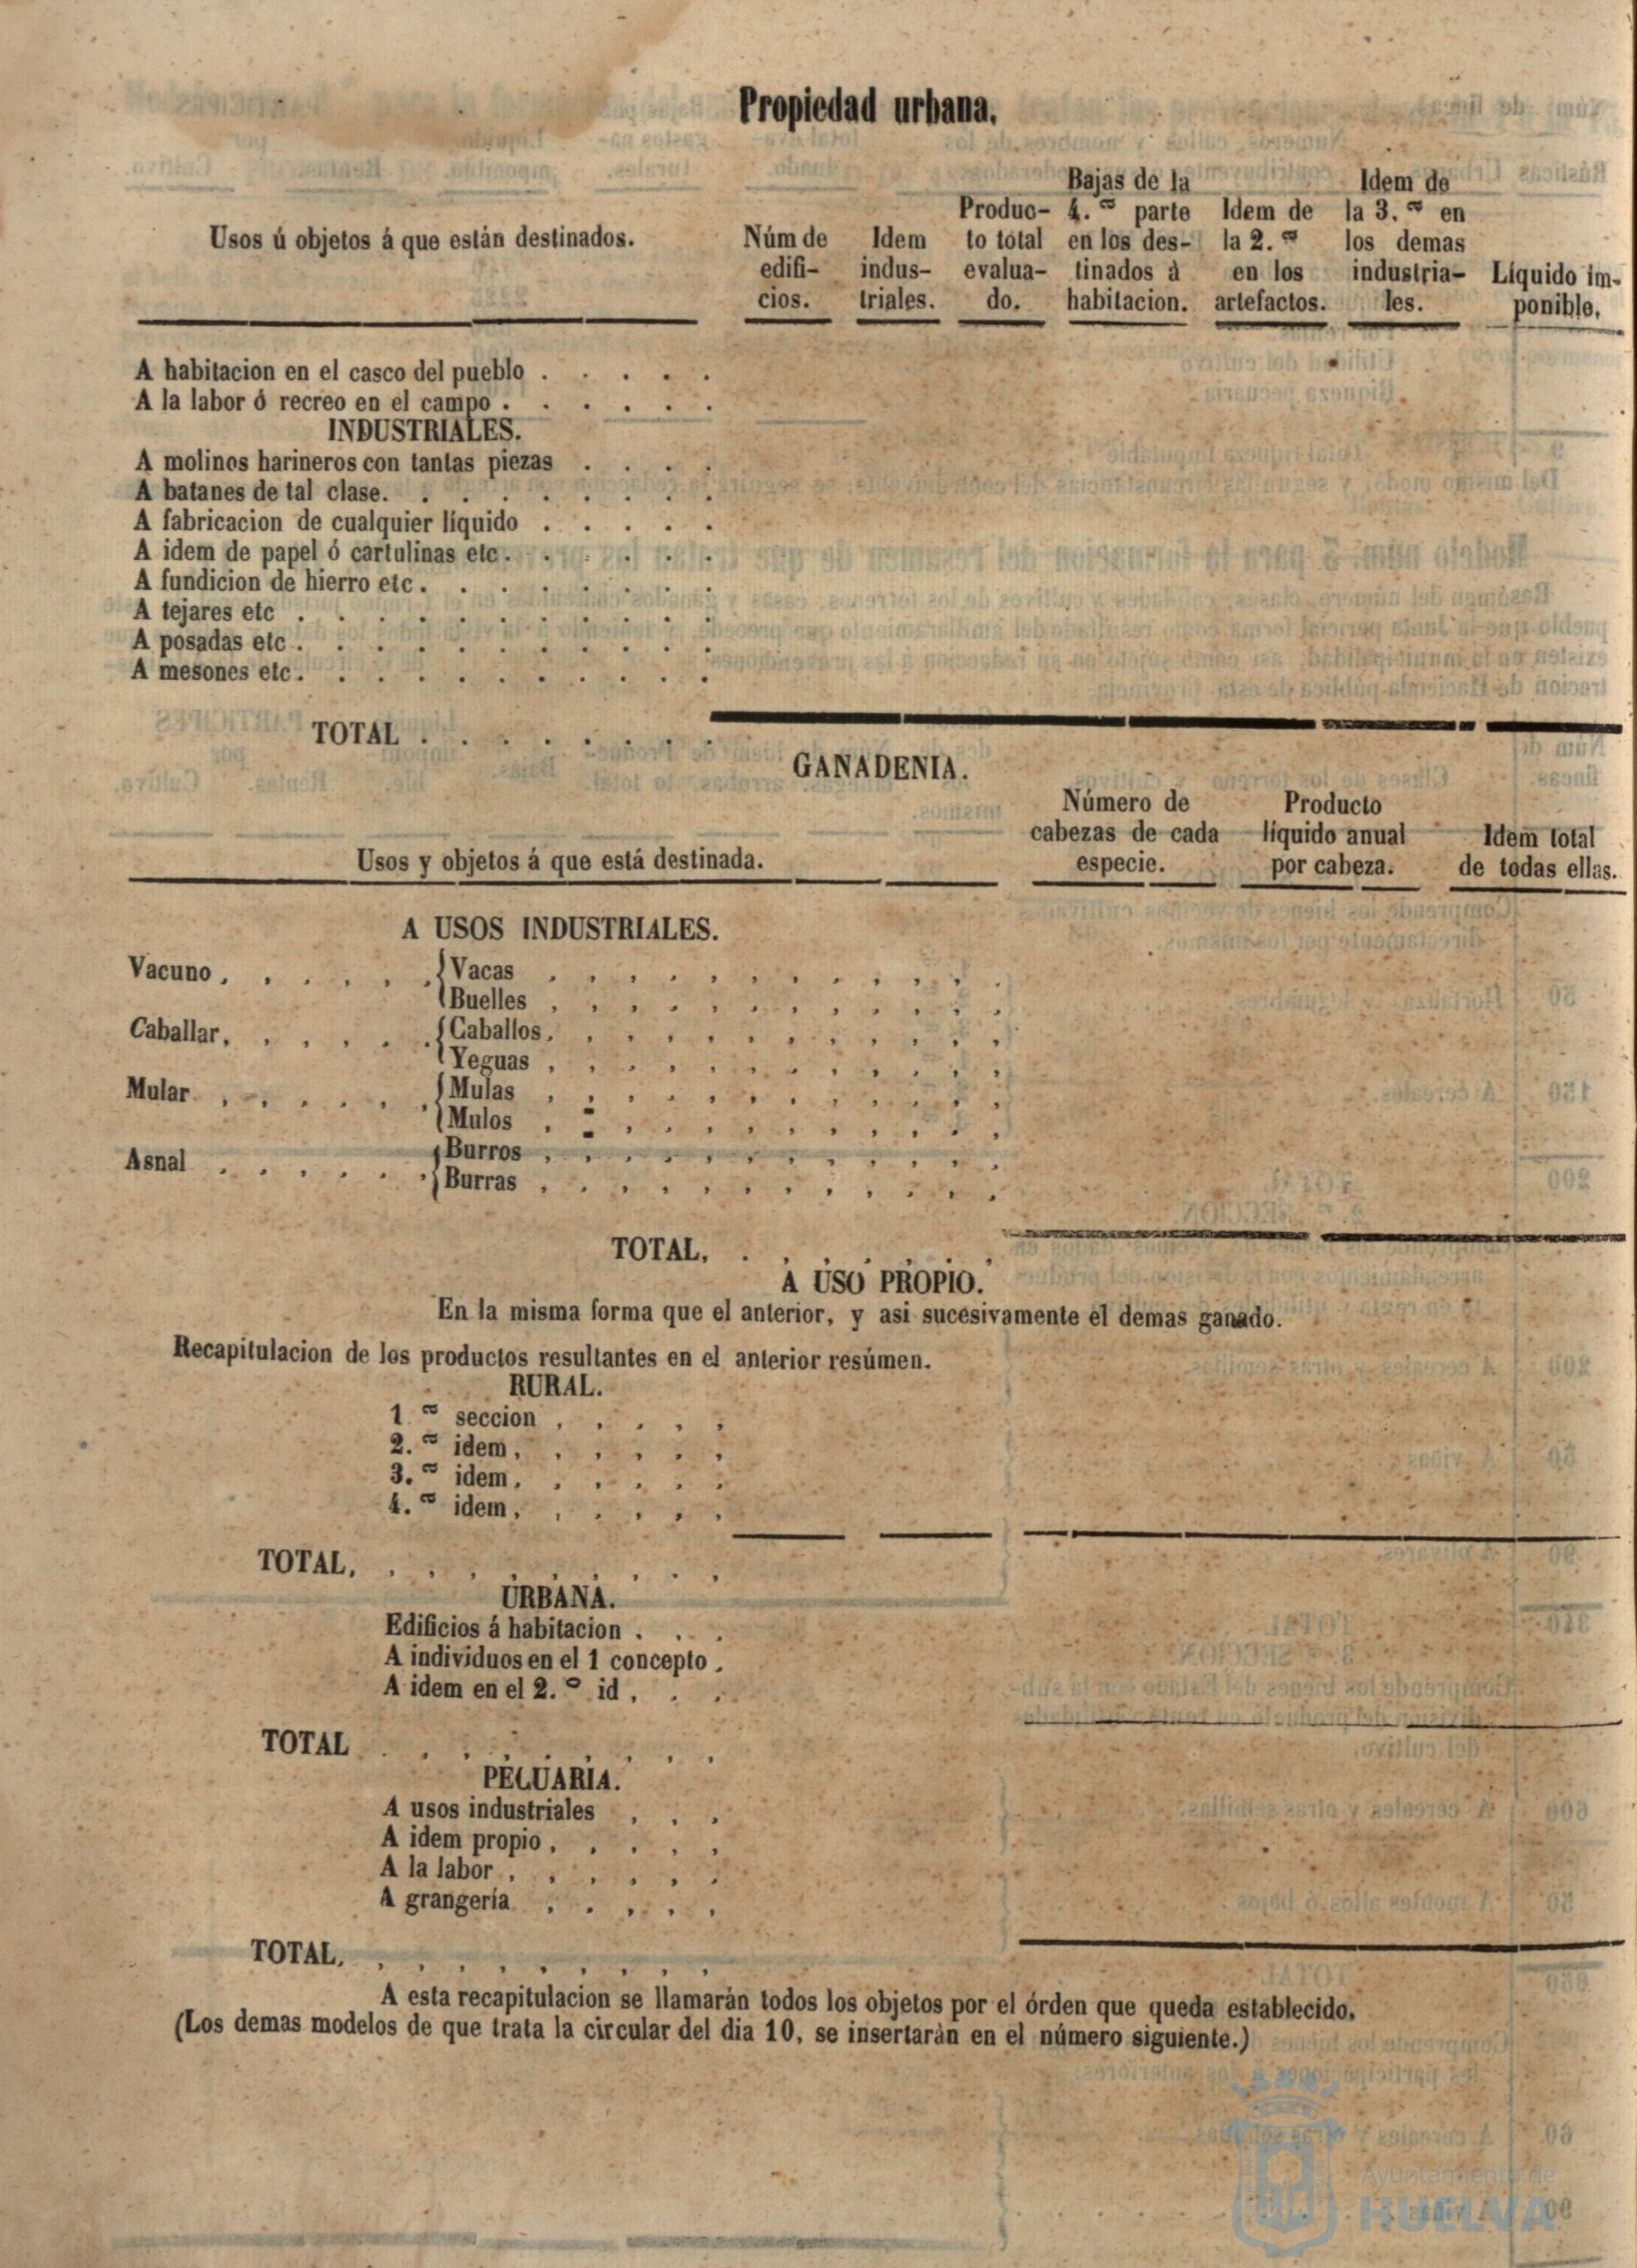 Propiedad urbana.
Usos ú objetos á que están destinados.
Núm de edifi-
cios.
Idem
indus-
triales.
Produc-
to total
evalua-
do.
Bajas de la
4.ª parte
en los des-
tinados á
habitacion.
Idem de
la 2.ª
en los
artefactos.
Idem de
la 3.ª en
los demas
industria-
les.
Líquido im-
ponible.
A habitacion en el casco del pueblo . . . . .
A la labor ó recreo en el campo . . . . . .
INDUSTRIALES.
A molinos harineros con tantas piezas . . . .
A batanes de tal clase. . . . . . . . .
A fabricacion de cualquier líquido . . . . .
A idem de papel ó cartulinas etc. . . . . .
A fundicion de hierro etc. . . . . . . .
A tejares etc . . . . . . . . . . .
A posadas etc . . . . . . . . . . .
A mesones etc. . . . . . . . . . .
TOTAL . . . . . . . .
GANADENIA.
Usos y objetos á que está destinada.
Número de
cabezas de cada
especie.
Producto
líquido anual
por cabeza.
Idem total
de todas ellas.
A USOS INDUSTRIALES.
Vacuno . , . , , . { Vacas . , , , , , , , , , , .
Buelles , , , , , , , , , , , ,
Caballar, , , , , . { Caballos, , , , , , , , , , , ,
Yeguas , , , , , , , , , , , ,
Mular , , . , , . { Mulas , , , , , , , , , , , ,
Mulos , , , , , , , , , , , ,
Asnal . . , , . . { Burros , , , , , , , , , , , ,
Burras , , , , , , , , , , , ,
TOTAL, . , , , , ,
A USO PROPIO.
En la misma forma que el anterior, y asi sucesivamente el demas ganado.
Recapitulacion de los productos resultantes en el anterior resúmen.
RURAL.
1 ª seccion , , , , ,
2.ª idem, , , , , ,
3.ª idem, , , , , ,
4.ª idem, , , , , ,
TOTAL, , , , , , , , , ,
URBANA.
Edificios á habitacion . . .
A individuos en el 1 concepto .
A idem en el 2.º id , . .
TOTAL . . , . , , , , ,
PECUARIA.
A usos industriales , , ,
A idem propio , , , , ,
A la labor , , , , , ,
A grangería , , , , ,
TOTAL, , , , , , , , , ,
A esta recapitulacion se llamarán todos los objetos por el órden que queda establecido.
(Los demas modelos de que trata la circular del dia 10, se insertarán en el número siguiente.)
Ayuntamiento de
HUELVA